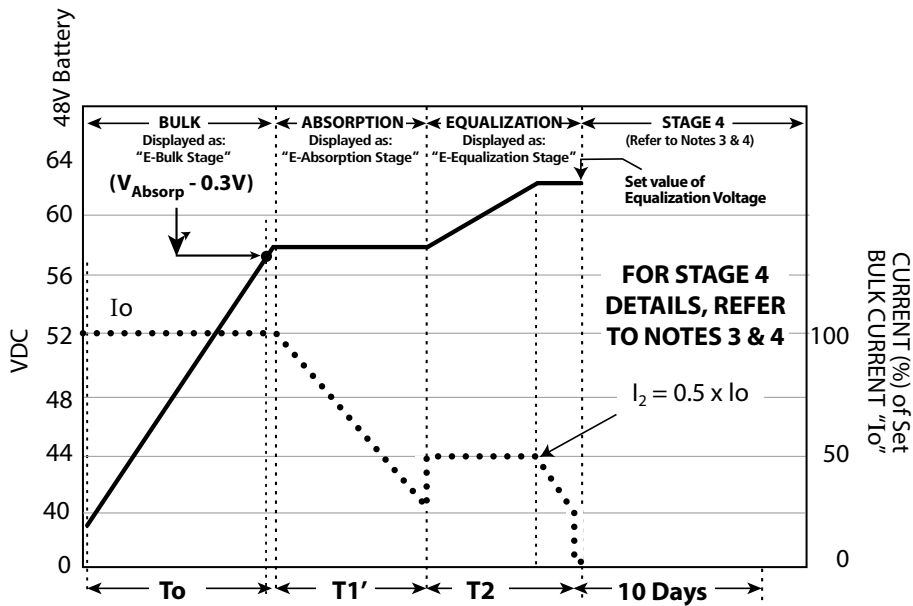 48V Battery
BULK
Displayed as:
"E-Bulk Stage"
ABSORPTION
Displayed as:
"E-Absorption Stage"
EQUALIZATION
Displayed as:
"E-Equalization Stage"
STAGE 4
(Refer to Notes 3 & 4)
(VAbsorp - 0.3V)
Set value of
Equalization Voltage
64
60
56
52
48
44
40
0
VDC
Io
FOR STAGE 4
DETAILS, REFER
TO NOTES 3 & 4
I2 = 0.5 x Io
100
50
0
CURRENT (%) of Set
BULK CURRENT "Io"
To
T1'
T2
10 Days